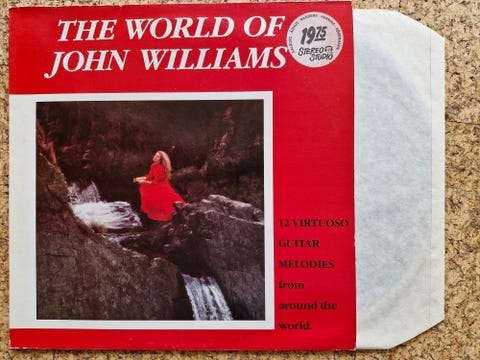 THE WORLD OF
JOHN WILLIAMS
1975
STEREO
STUDIO
12 VIRTUOSO
GUITAR
MELODIES
from
around the
world.